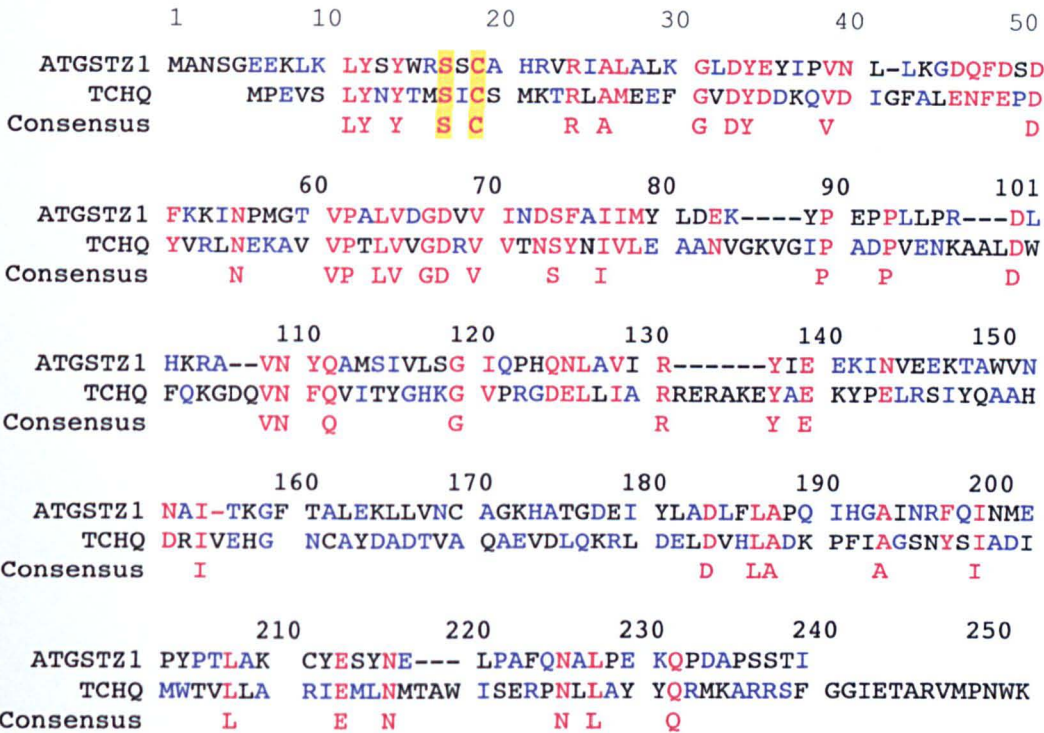 1 10 20 30 40 50
ATGSTZ1 MANSGEEKLK LYSYWRSSCA HRVRIALALK GLDYEYIPVN L-LKGDQFDSD
TCHQ MPEVS LYNYTMSICS MKTRLAMEEF GVDYDDKQVD IGFALENFEPD
Consensus LY Y S C R A G DY V D
60 70 80 90 101
ATGSTZ1 FKKINPMGT VPALVDGDVV INDSFAIIMY LDEK----YP EPPLLPR---DL
TCHQ YVRLNEKAV VPTLVVGDRV VTNSYNIVLE AANVGKVGIP ADPVENKAALDW
Consensus N VP LV GD V S I P P D
110 120 130 140 150
ATGSTZ1 HKRA--VN YQAMSIVLSG IQPHQNLAVI R------YIE EKINVEEKTAWVN
TCHQ FQKGDQVN FQVITYGHKG VPRGDELLIA RRERAKEYAE KYPELRSIYQAAH
Consensus VN Q G R Y E
160 170 180 190 200
ATGSTZ1 NAI-TKGF TALEKLLVNC AGKHATGDEI YLADLFLAPQ IHGAINRFQINME
TCHQ DRIVEHG NCAYDADTVA QAEVDLQKRL DELDVHLADK PFIAGSNYSIADI
Consensus I D LA A I
210 220 230 240 250
ATGSTZ1 PYPTLAK CYESYNE--- LPAFQNALPE KQPDAPSSTI
TCHQ MWTVLLA RIEMLNMTAW ISERPNLLAY YQRMKARRSF GGIETARVMPNWK
Consensus L E N N L Q